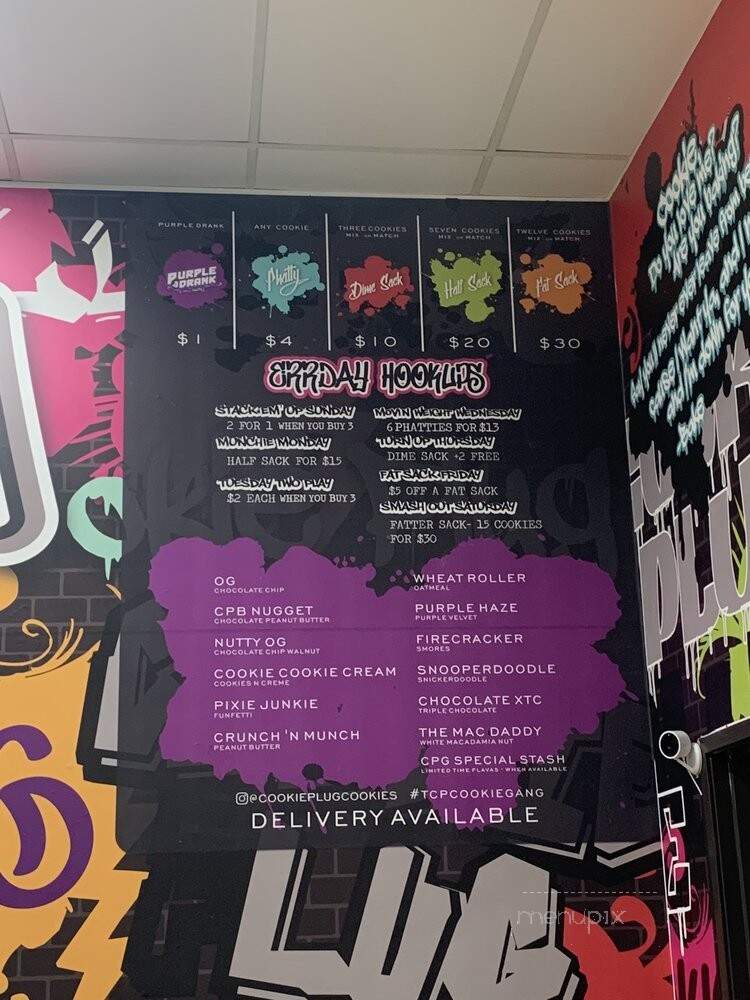 PURPLE DRANK
PURPLE DRANK
$1
ANY COOKIE
Phatty
$4
THREE COOKIES
MIX OR MATCH
Dime Sack
$10
SEVEN COOKIES
MIX OR MATCH
Half Sack
$20
TWELVE COOKIES
MIX OR MATCH
Fat Sack
$30
ERRDAY HOOKUPS
STACK EM' UP SUNDAY
2 FOR 1 WHEN YOU BUY 3
MUNCHIE MONDAY
HALF SACK FOR $15
TUESDAY TWO PLAY
$2 EACH WHEN YOU BUY 3
MOVIN WEIGHT WEDNESDAY
6 PHATTIES FOR $13
TURN UP THURSDAY
DIME SACK +2 FREE
FAT SACK FRIDAY
$5 OFF A FAT SACK
SMASH OUT SATURDAY
FATTER SACK- 15 COOKIES
FOR $30
OG
CHOCOLATE CHIP
CPB NUGGET
CHOCOLATE PEANUT BUTTER
NUTTY OG
CHOCOLATE CHIP WALNUT
COOKIE COOKIE CREAM
COOKIES N CREME
PIXIE JUNKIE
FUNFETTI
CRUNCH 'N MUNCH
PEANUT BUTTER
WHEAT ROLLER
OATMEAL
PURPLE HAZE
PURPLE VELVET
FIRECRACKER
SMORES
SNOOPERDOODLE
SNICKERDOODLE
CHOCOLATE XTC
TRIPLE CHOCOLATE
THE MAC DADDY
WHITE MACADAMIA NUT
CPG SPECIAL STASH
LIMITED TIME FLAVAS - WHEN AVAILABLE
@COOKIEPLUGCOOKIES #TCPCOOKIEGANG
DELIVERY AVAILABLE
COOKIE
PLU
menupix